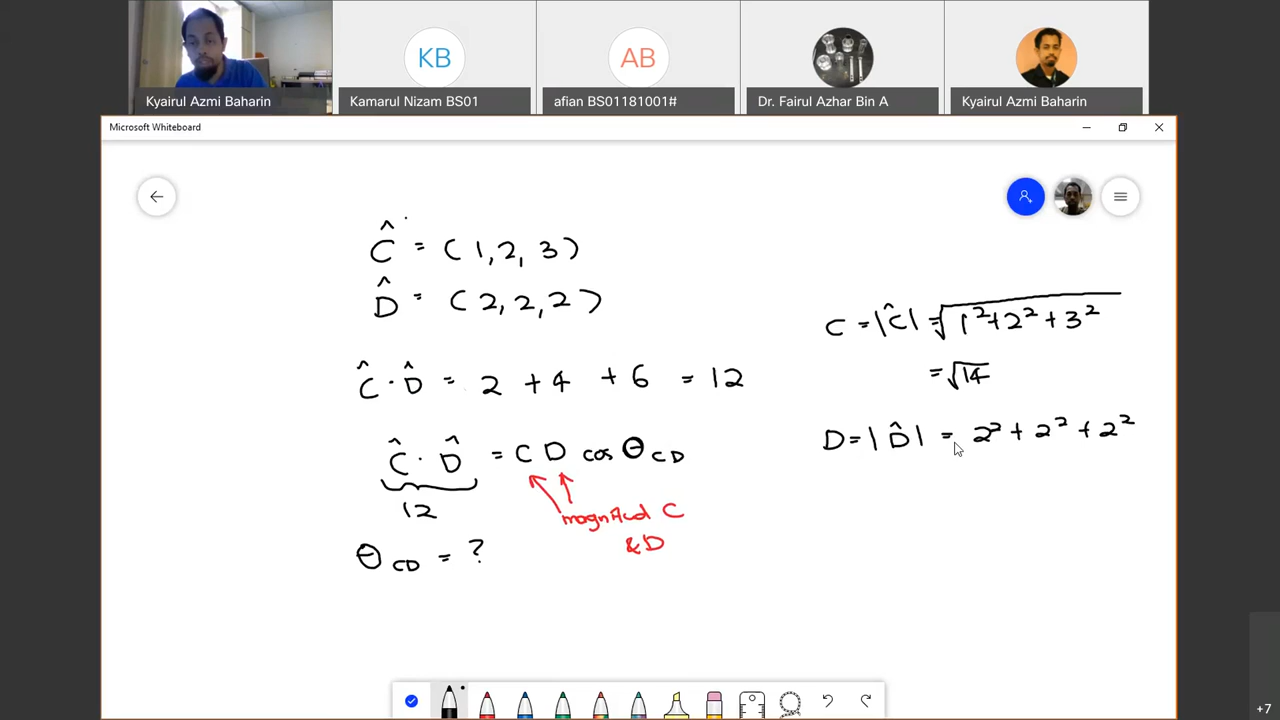 KB
AB
Kyairul Azmi Baharin
Kamarul Nizam BS01
afian BS01181001#
Dr. Fairul Azhar Bin A
Kyairul Azmi Baharin
Microsoft Whiteboard
Ĉ = (1,2,3)
D̂ = (2,2,2)
Ĉ · D̂ = 2 + 4 + 6 = 12
Ĉ · D̂ = C D cos θ_CD
12
magnitud C
& D
θ_CD = ?
C = |Ĉ| = √(1² + 2² + 3²)
= √14
D = |D̂| = 2² + 2² + 2²
+7